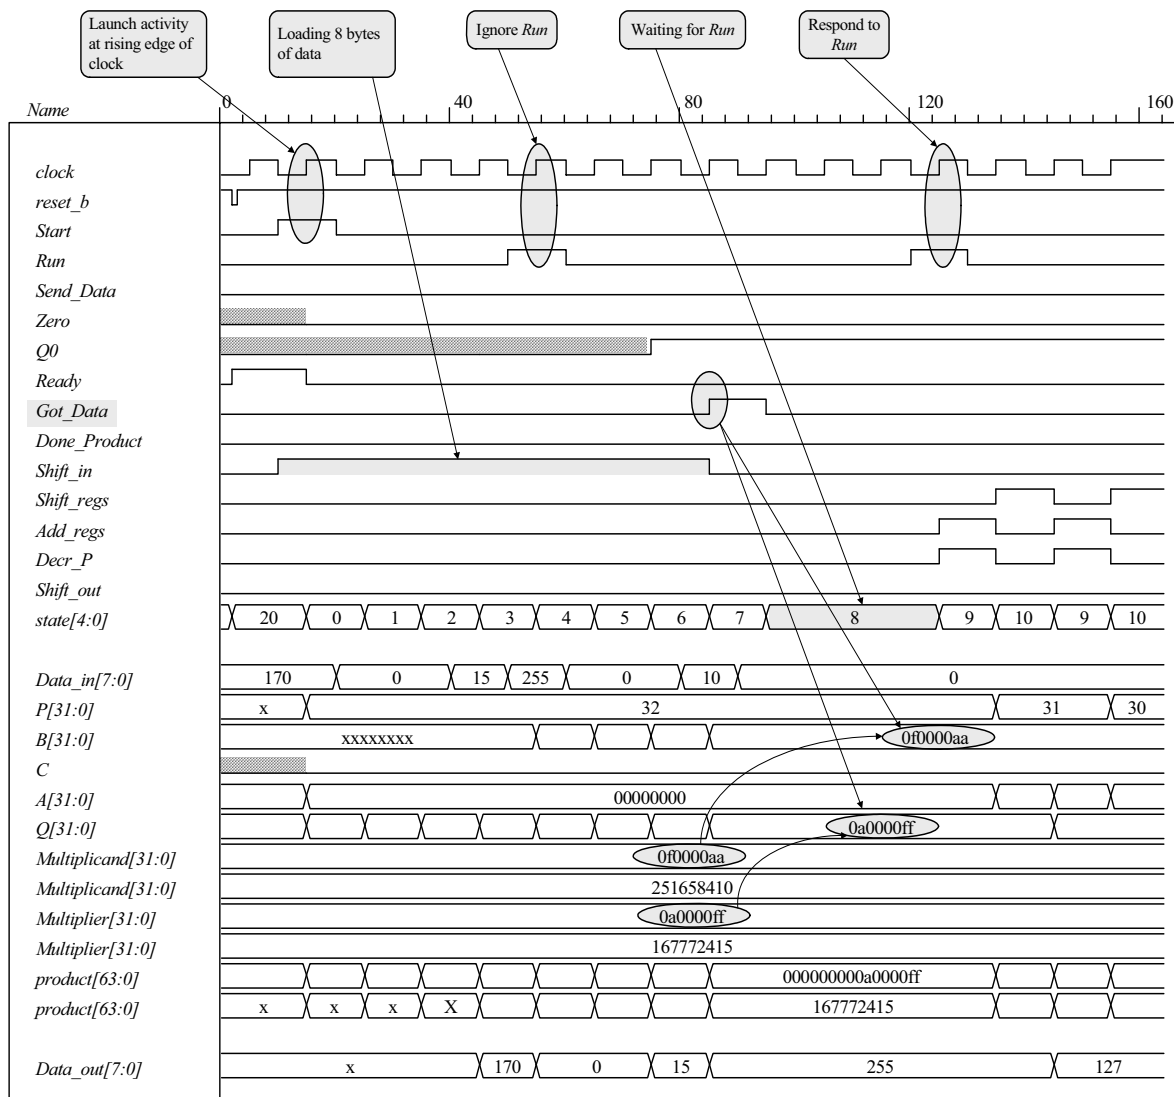 Launch activity
at rising edge of
clock
Loading 8 bytes
of data
Ignore Run
Waiting for Run
Respond to
Run
Name
0 40 80 120 160
clock
reset_b
Start
Run
Send_Data
Zero
Q0
Ready
Got_Data
Done_Product
Shift_in
Shift_regs
Add_regs
Decr_P
Shift_out
state[4:0] 20 0 1 2 3 4 5 6 7 8 9 10 9 10
Data_in[7:0] 170 0 15 255 0 10 0
P[31:0] x 32 31 30
B[31:0] xxxxxxxx 0f0000aa
C
A[31:0] 00000000
Q[31:0] 0a0000ff
Multiplicand[31:0] 0f0000aa
Multiplicand[31:0] 251658410
Multiplier[31:0] 0a0000ff
Multiplier[31:0] 167772415
product[63:0] 000000000a0000ff
product[63:0] x x x X 167772415
Data_out[7:0] x 170 0 15 255 127